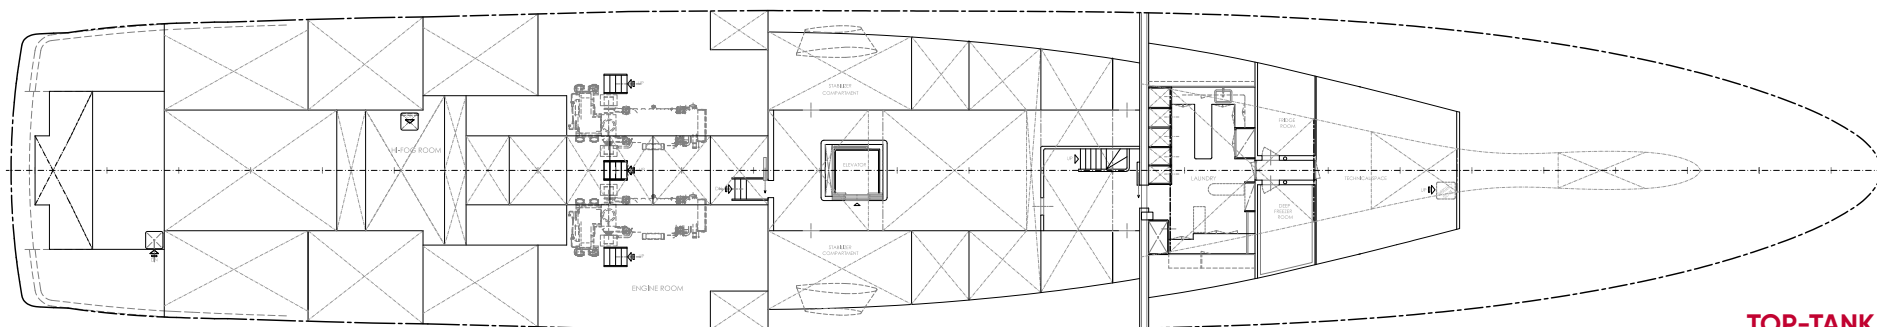 STABILIZER
COMPARTMENT
HI-FOG ROOM
ELEVATOR
UP
FRIDGE
ROOM
LAUNDRY
TECHNICAL SPACE
DEEP
FREEZER
ROOM
STABILIZER
COMPARTMENT
ENGINE ROOM
TOP-TANK